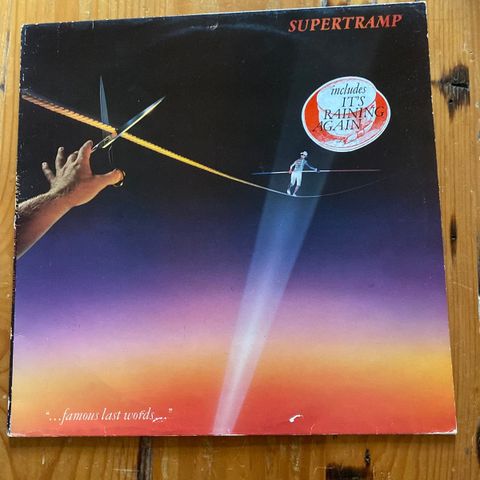 SUPERTRAMP
includes
IT'S
RAINING
AGAIN
"...famous last words..."